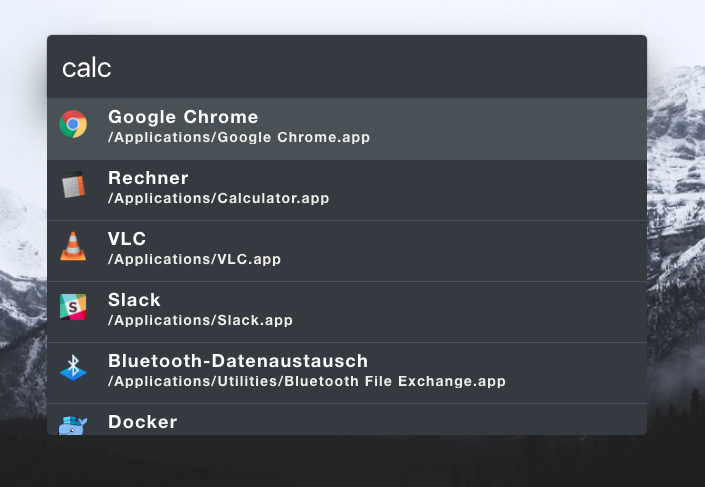 calc
Google Chrome
/Applications/Google Chrome.app
Rechner
/Applications/Calculator.app
VLC
/Applications/VLC.app
Slack
/Applications/Slack.app
Bluetooth-Datenaustausch
/Applications/Utilities/Bluetooth File Exchange.app
Docker